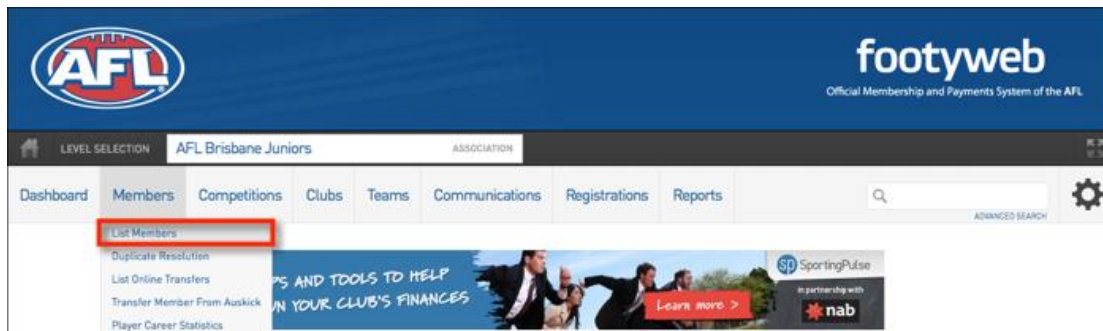 AFL
footyweb
Official Membership and Payments System of the AFL
LEVEL SELECTION AFL Brisbane Juniors ASSOCIATION
Dashboard Members Competitions Clubs Teams Communications Registrations Reports
ADVANCED SEARCH
List Members
Duplicate Resolution
List Online Transfers
Transfer Member From Auskick
Player Career Statistics
PS AND TOOLS TO HELP
N YOUR CLUB'S FINANCES
Learn more >
sp SportingPulse
in partnership with
nab